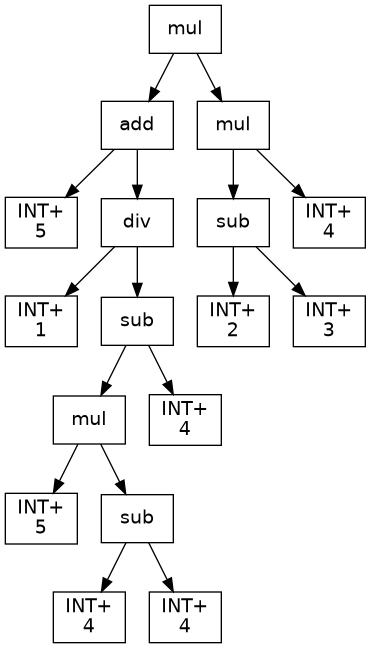 mul
add
mul
INT+
5
div
sub
INT+
4
INT+
1
sub
INT+
2
INT+
3
mul
INT+
4
INT+
5
sub
INT+
4
INT+
4